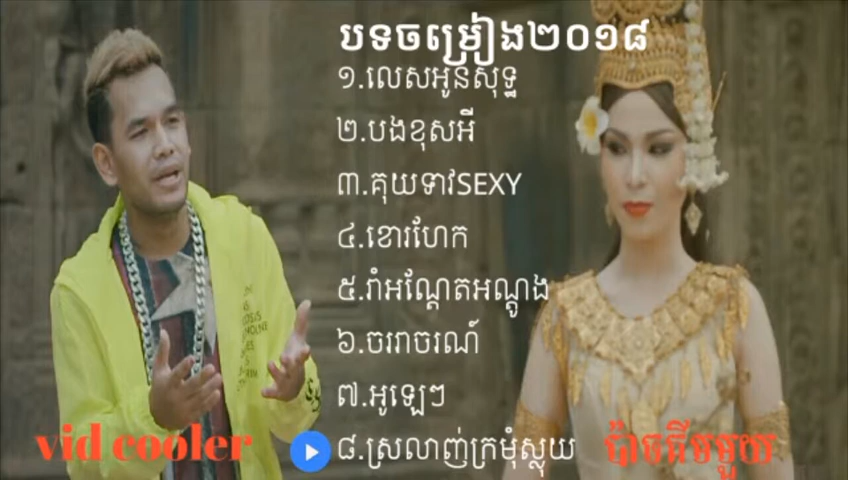 បទចម្រៀង២០១៨
១.លេសអូនសុទ្ធ
២.បងខុសអី
៣.គុយទាវSEXY
៤.ខោរហែក
៥.រាំអណ្ដែតអណ្ដូង
៦.ចររាចរណ៍
៧.អូឡេៗ
៨.ស្រលាញ់ក្រមុំស្លុយ
vid cooler